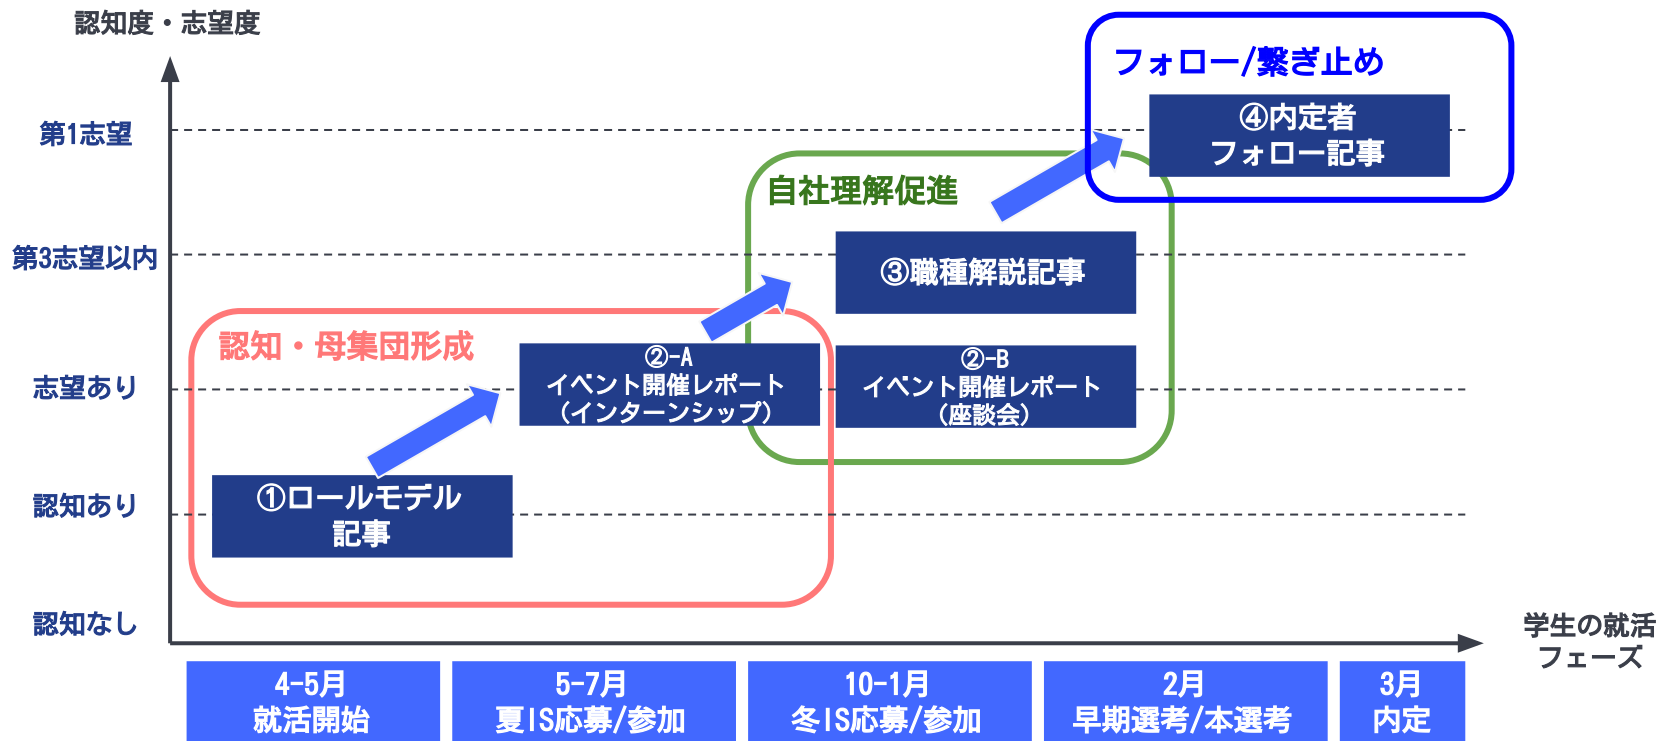 認知度・志望度
フォロー/繋ぎ止め
④内定者
フォロー記事
第1志望
自社理解促進
第3志望以内
③職種解説記事
認知・母集団形成
②-A
イベント開催レポート
(インターンシップ)
②-B
イベント開催レポート
(座談会)
志望あり
①ロールモデル
記事
認知あり
認知なし
学生の就活
フェーズ
4-5月
就活開始
5-7月
夏IS応募/参加
10-1月
冬IS応募/参加
2月
早期選考/本選考
3月
内定